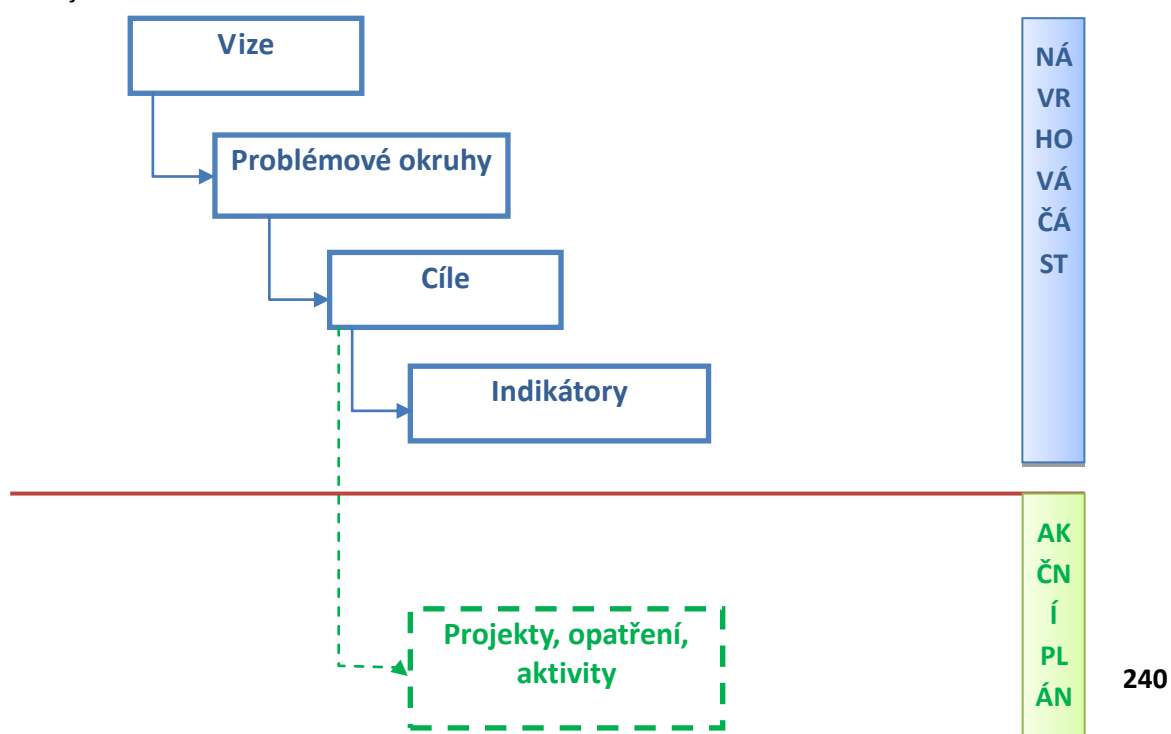 Vize
Problémové okruhy
Cíle
Indikátory
NÁ
VR
HO
VÁ
ČÁ
ST
Projekty, opatření,
aktivity
AK
ČN
Í
PL
ÁN
240